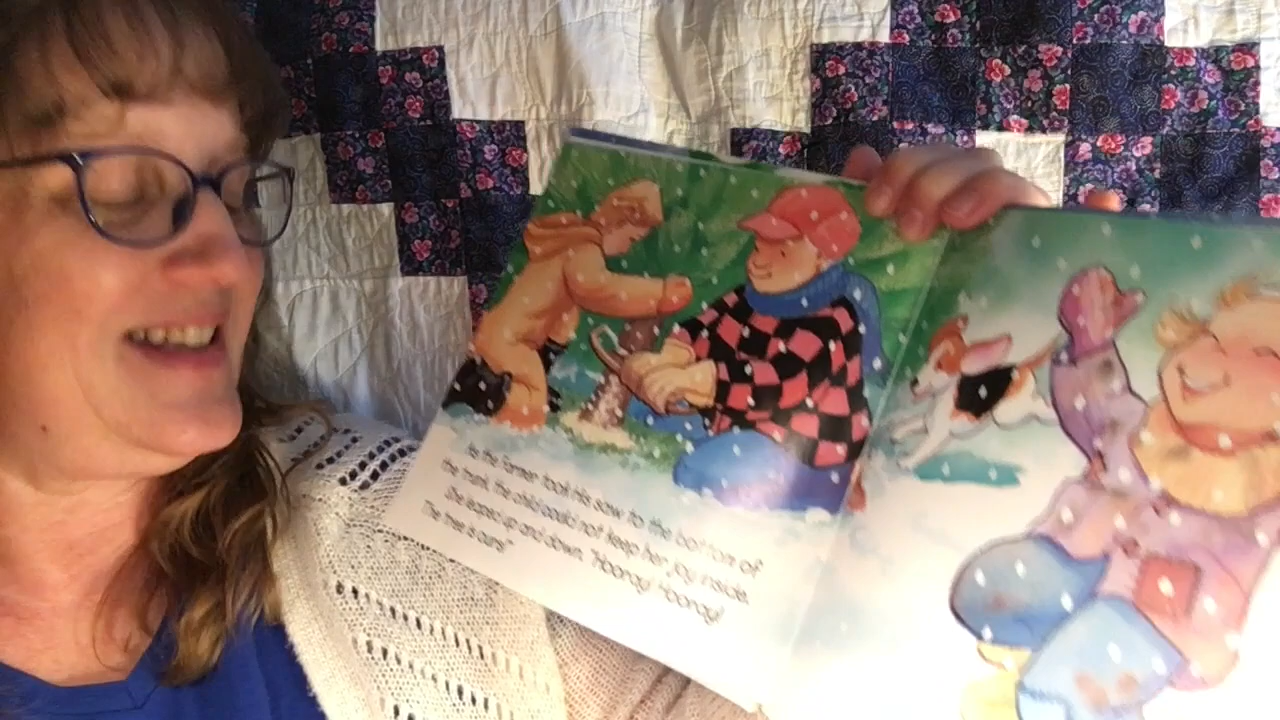 As the farmer took his saw to the bottom of
the trunk, the child could not keep her joy inside.
She leaped up and down. "Hooray! Hooray!
The tree is ours!"